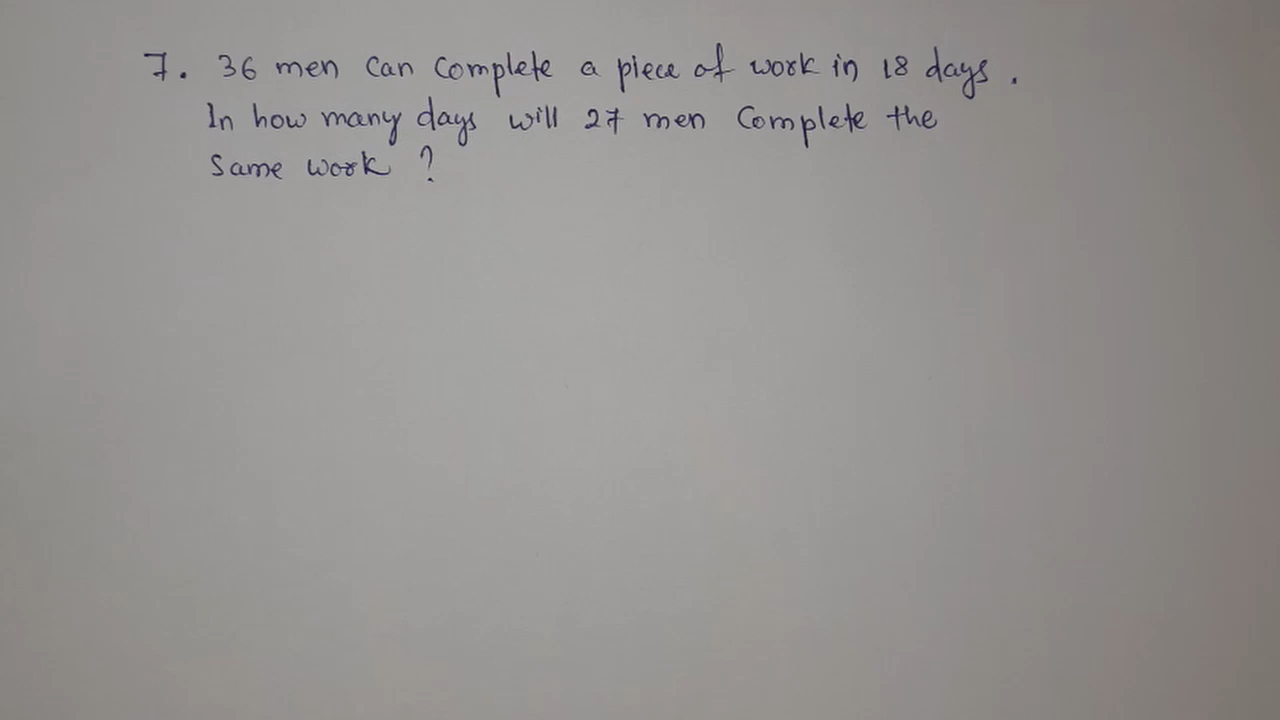 7. 36 men can complete a piece of work in 18 days.
In how many days will 27 men complete the
same work ?